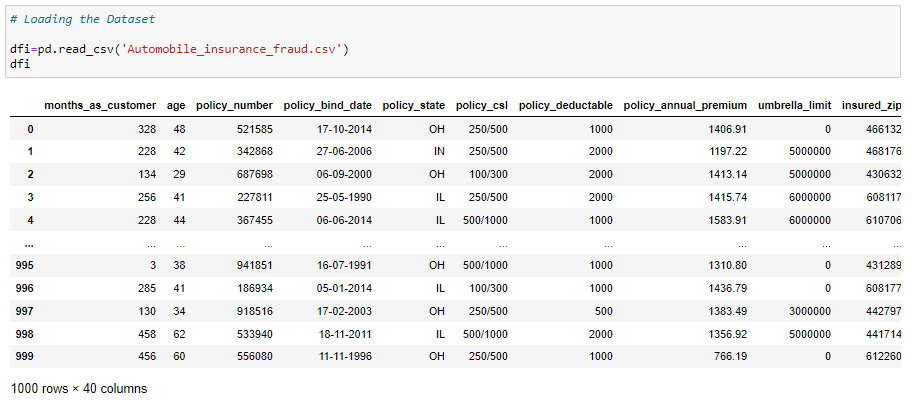 # Loading the Dataset
dfi=pd.read_csv('Automobile_insurance_fraud.csv')
dfi
months_as_customer age policy_number policy_bind_date policy_state policy_csl policy_deductable policy_annual_premium umbrella_limit insured_zip
0 328 48 521585 17-10-2014 OH 250/500 1000 1406.91 0 466132
1 228 42 342868 27-06-2006 IN 250/500 2000 1197.22 5000000 468176
2 134 29 687698 06-09-2000 OH 100/300 2000 1413.14 5000000 430632
3 256 41 227811 25-05-1990 IL 250/500 2000 1415.74 6000000 608117
4 228 44 367455 06-06-2014 IL 500/1000 1000 1583.91 6000000 610706
... ... ... ... ... ... ... ... ... ... ...
995 3 38 941851 16-07-1991 OH 500/1000 1000 1310.80 0 431289
996 285 41 186934 05-01-2014 IL 100/300 1000 1436.79 0 608177
997 130 34 918516 17-02-2003 OH 250/500 500 1383.49 3000000 442797
998 458 62 533940 18-11-2011 IL 500/1000 2000 1356.92 5000000 441714
999 456 60 556080 11-11-1996 OH 250/500 1000 766.19 0 612260
1000 rows × 40 columns